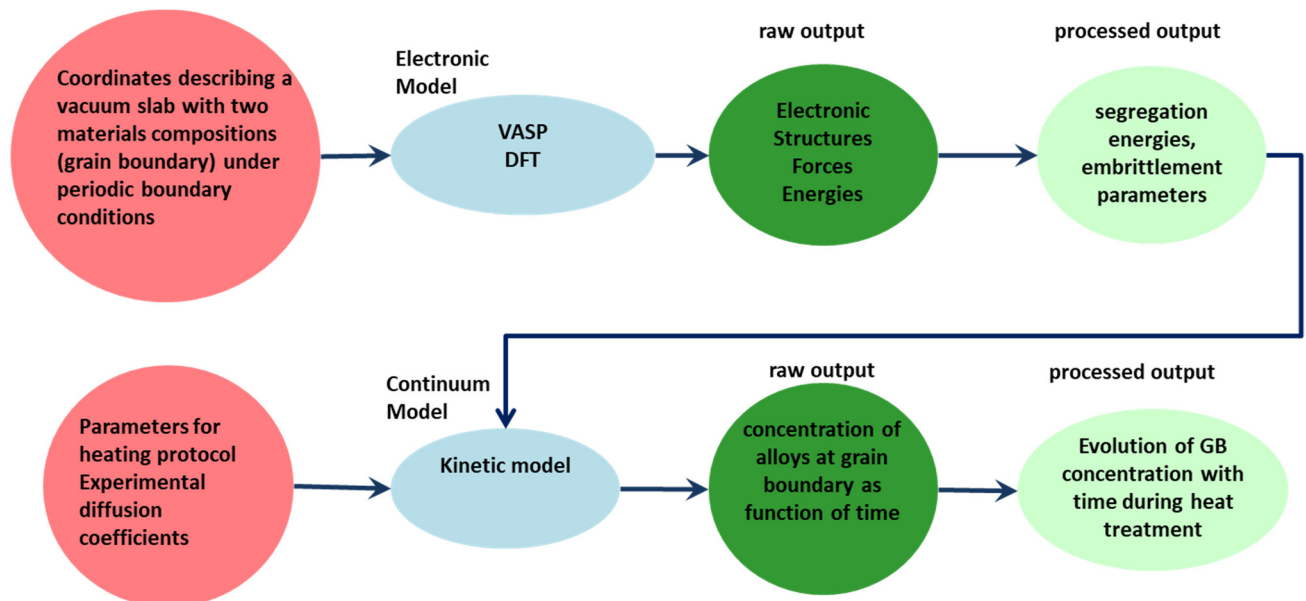 Coordinates describing a
vacuum slab with two
materials compositions
(grain boundary) under
periodic boundary
conditions
Electronic
Model
VASP
DFT
raw output
Electronic
Structures
Forces
Energies
processed output
segregation
energies,
embrittlement
parameters
Parameters for
heating protocol
Experimental
diffusion
coefficients
Continuum
Model
Kinetic model
raw output
concentration of
alloys at grain
boundary as
function of time
processed output
Evolution of GB
concentration with
time during heat
treatment